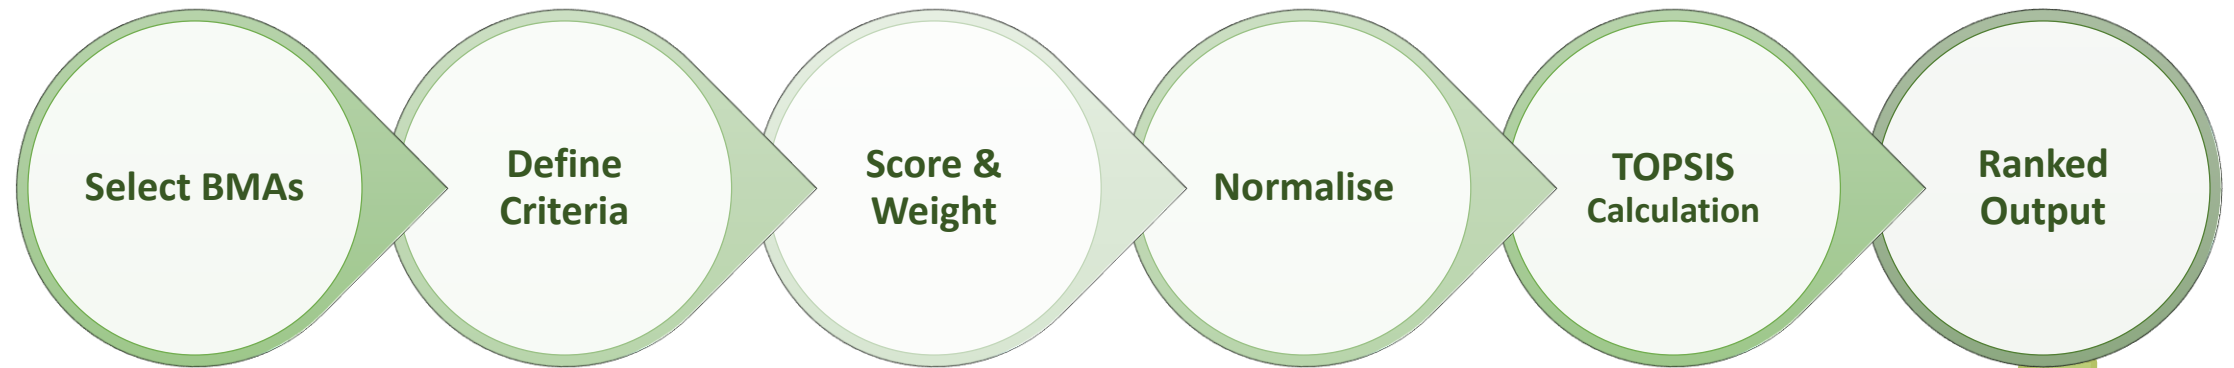 Select BMAs
Define
Criteria
Score &
Weight
Normalise
TOPSIS
Calculation
Ranked
Output